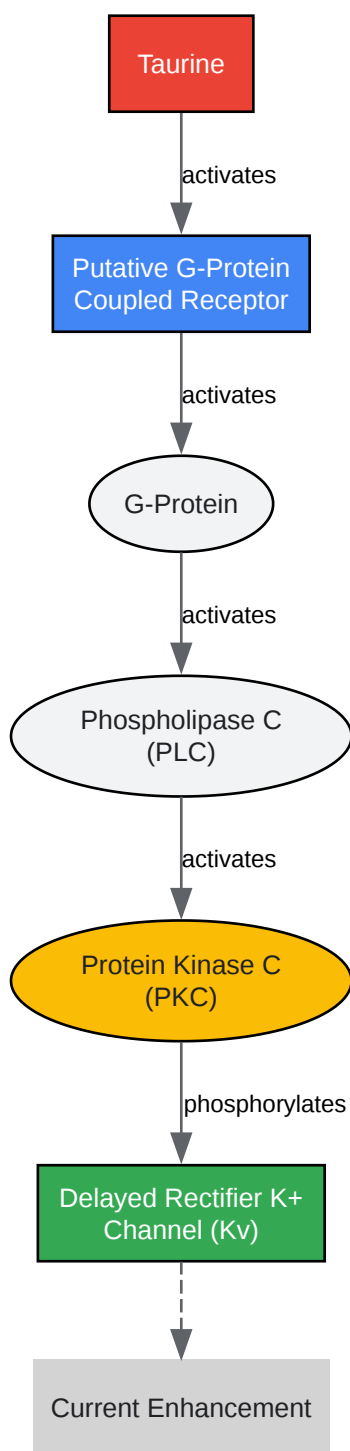 Taurine
activates
Putative G-Protein
Coupled Receptor
activates
G-Protein
activates
Phospholipase C
(PLC)
activates
Protein Kinase C
(PKC)
phosphorylates
Delayed Rectifier K+
Channel (Kv)
Current Enhancement